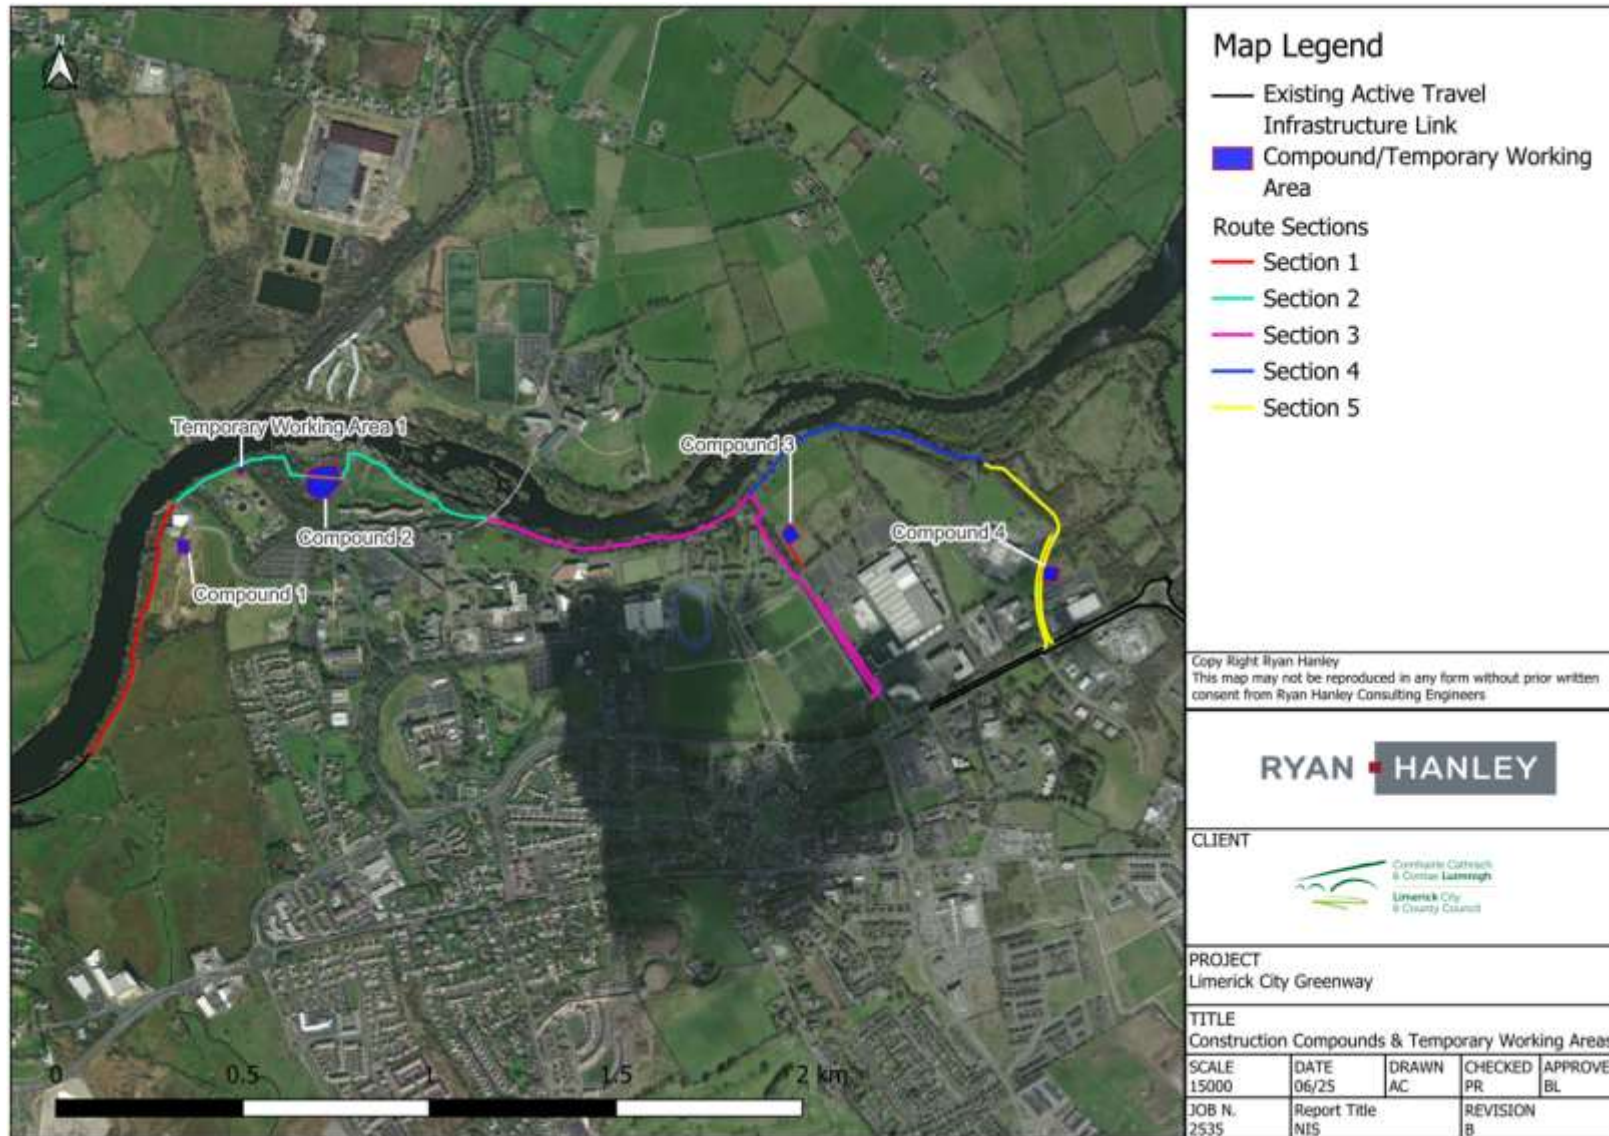 N
Temporary Working Area 1
Compound 3
Compound 2
Compound 4
Compound 1
0 0.5 1 1.5 2 km
Map Legend
Existing Active Travel
Infrastructure Link
Compound/Temporary Working
Area
Route Sections
Section 1
Section 2
Section 3
Section 4
Section 5
Copy Right Ryan Hanley
This map may not be reproduced in any form without prior written
consent from Ryan Hanley Consulting Engineers
RYAN HANLEY
CLIENT
Comhairle Cathrach
& Contae Luimnigh
Limerick City
& County Council
PROJECT
Limerick City Greenway
TITLE
Construction Compounds & Temporary Working Areas
SCALE DATE DRAWN CHECKED APPROVE
15000 06/25 AC PR BL
JOB N. Report Title REVISION
2535 NIS B